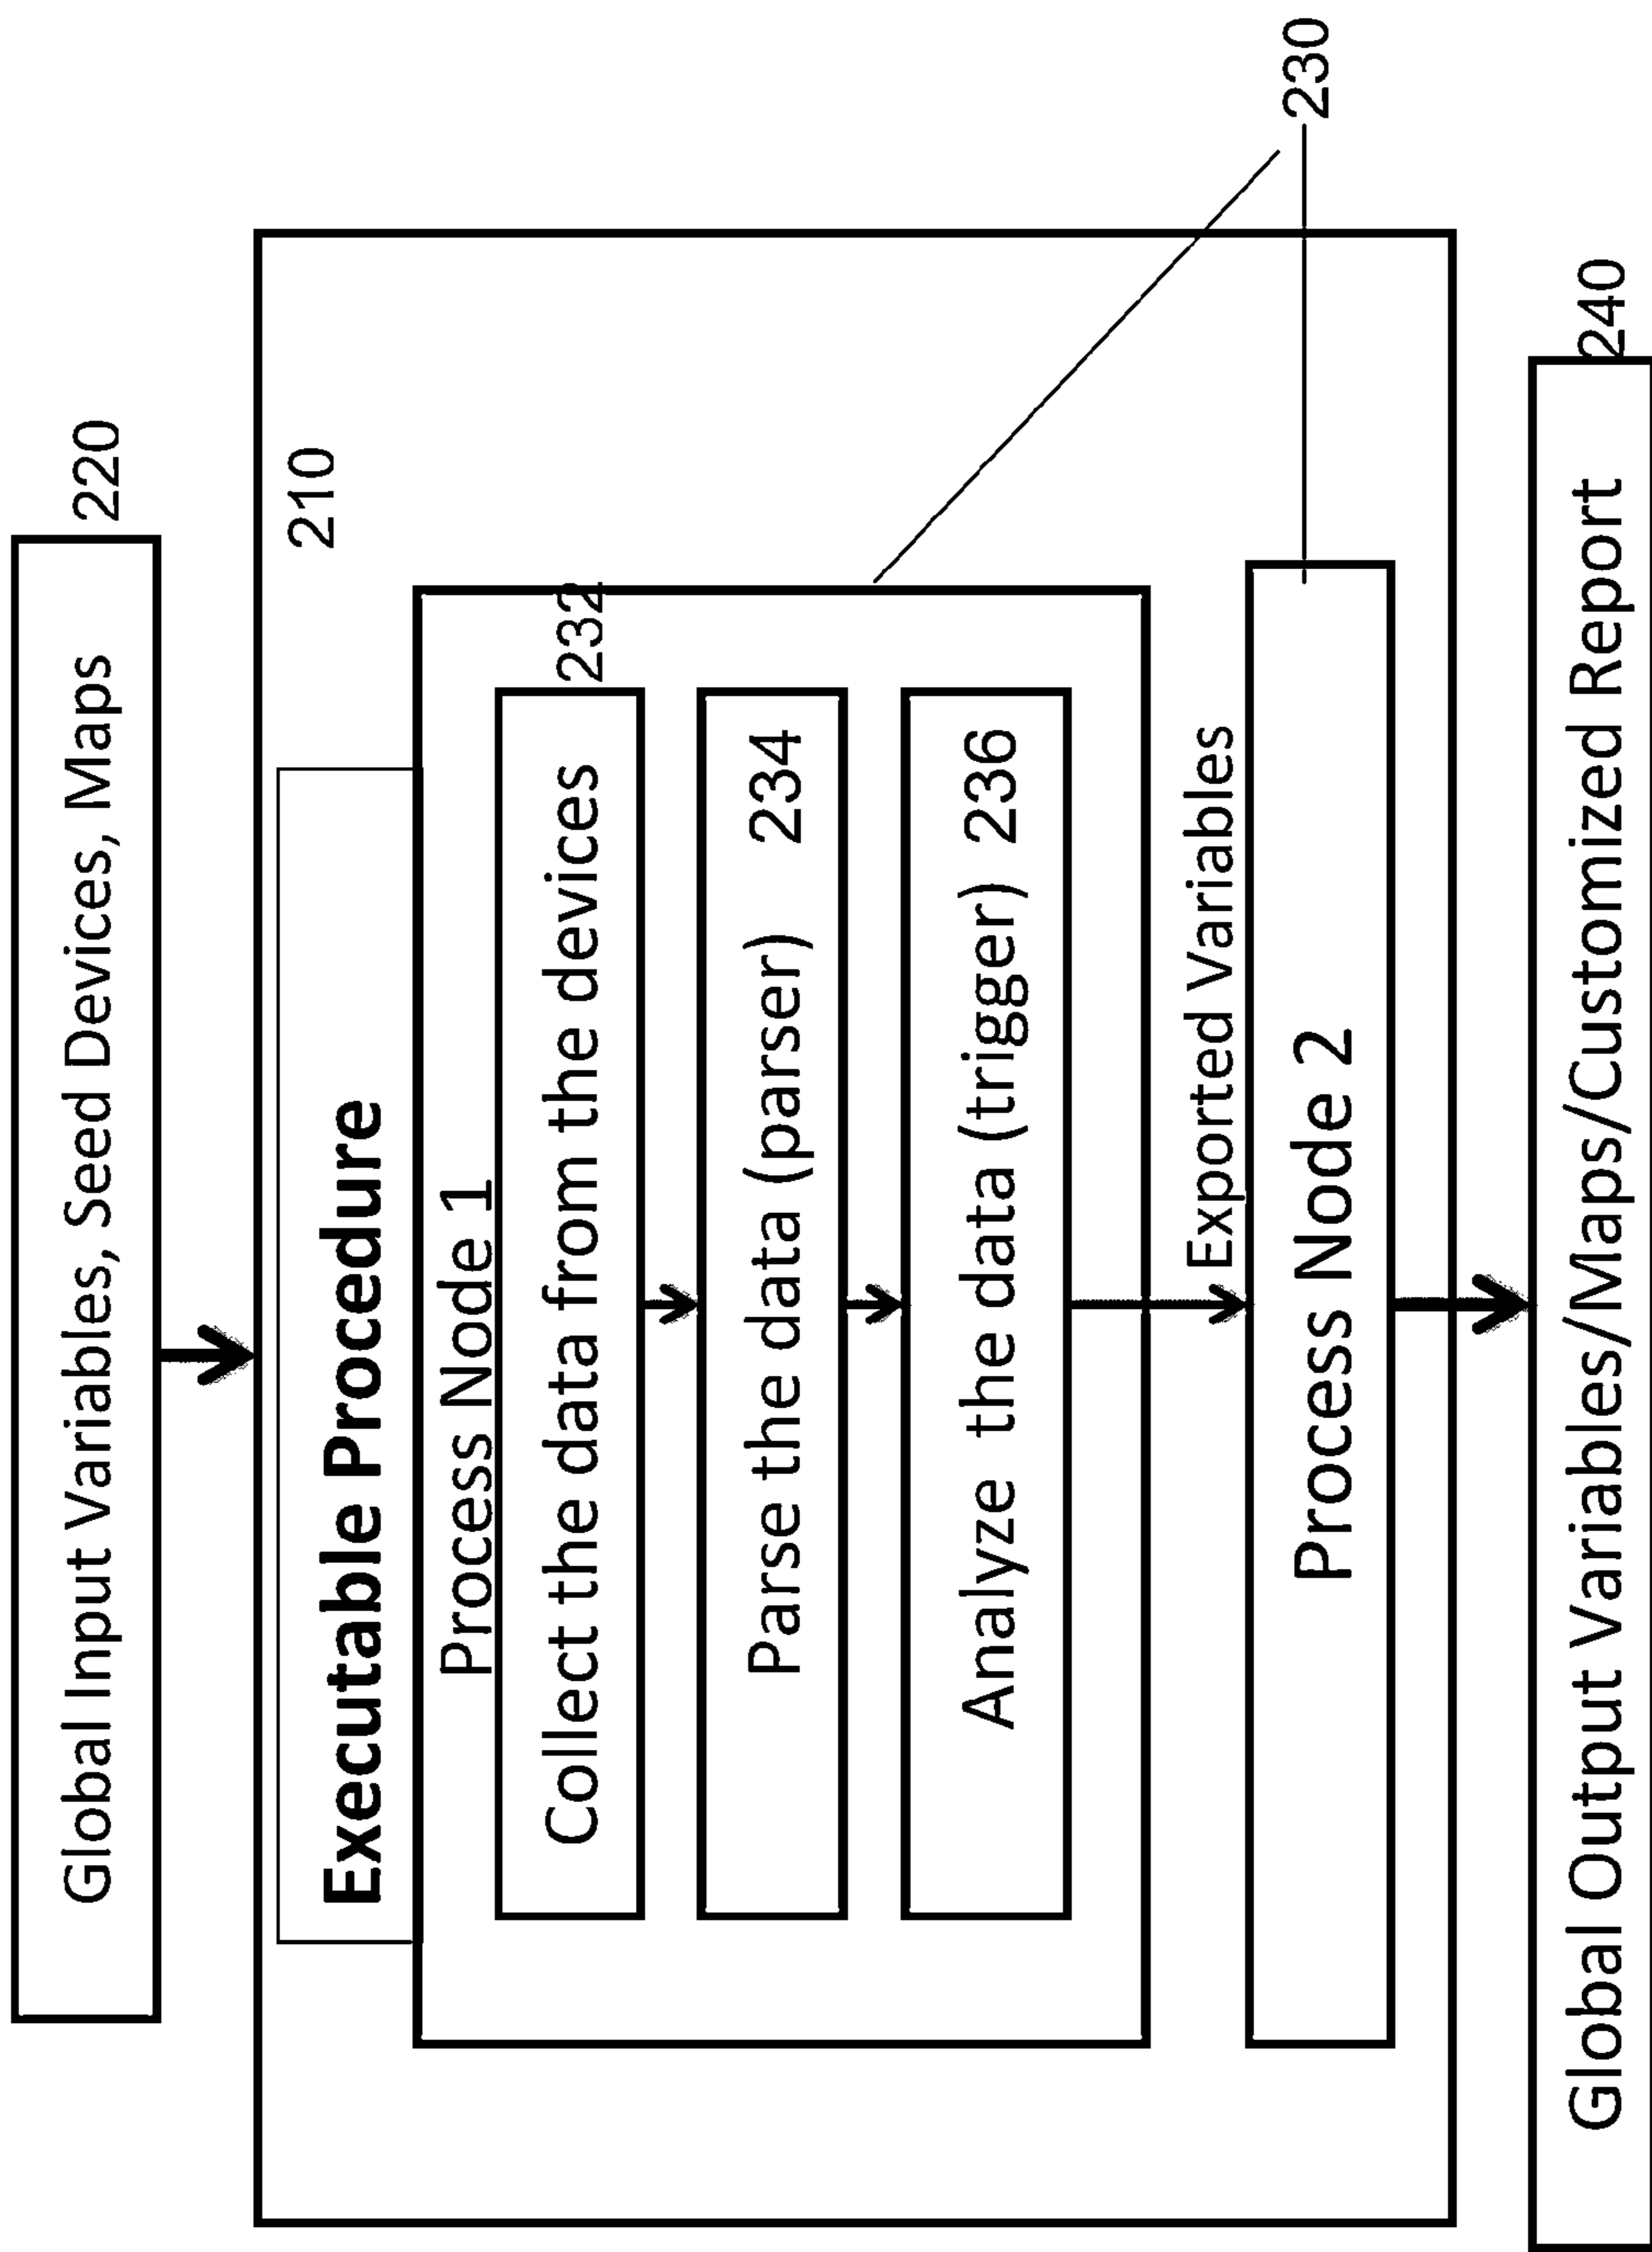 Global Input Variables, Seed Devices, Maps
220
210
Executable Procedure
Process Node 1
Collect the data from the devices
232
Parse the data (parser) 234
Analyze the data (trigger) 236
Exported Variables
Process Node 2
230
Global Output Variables/Maps/Customized Report
240